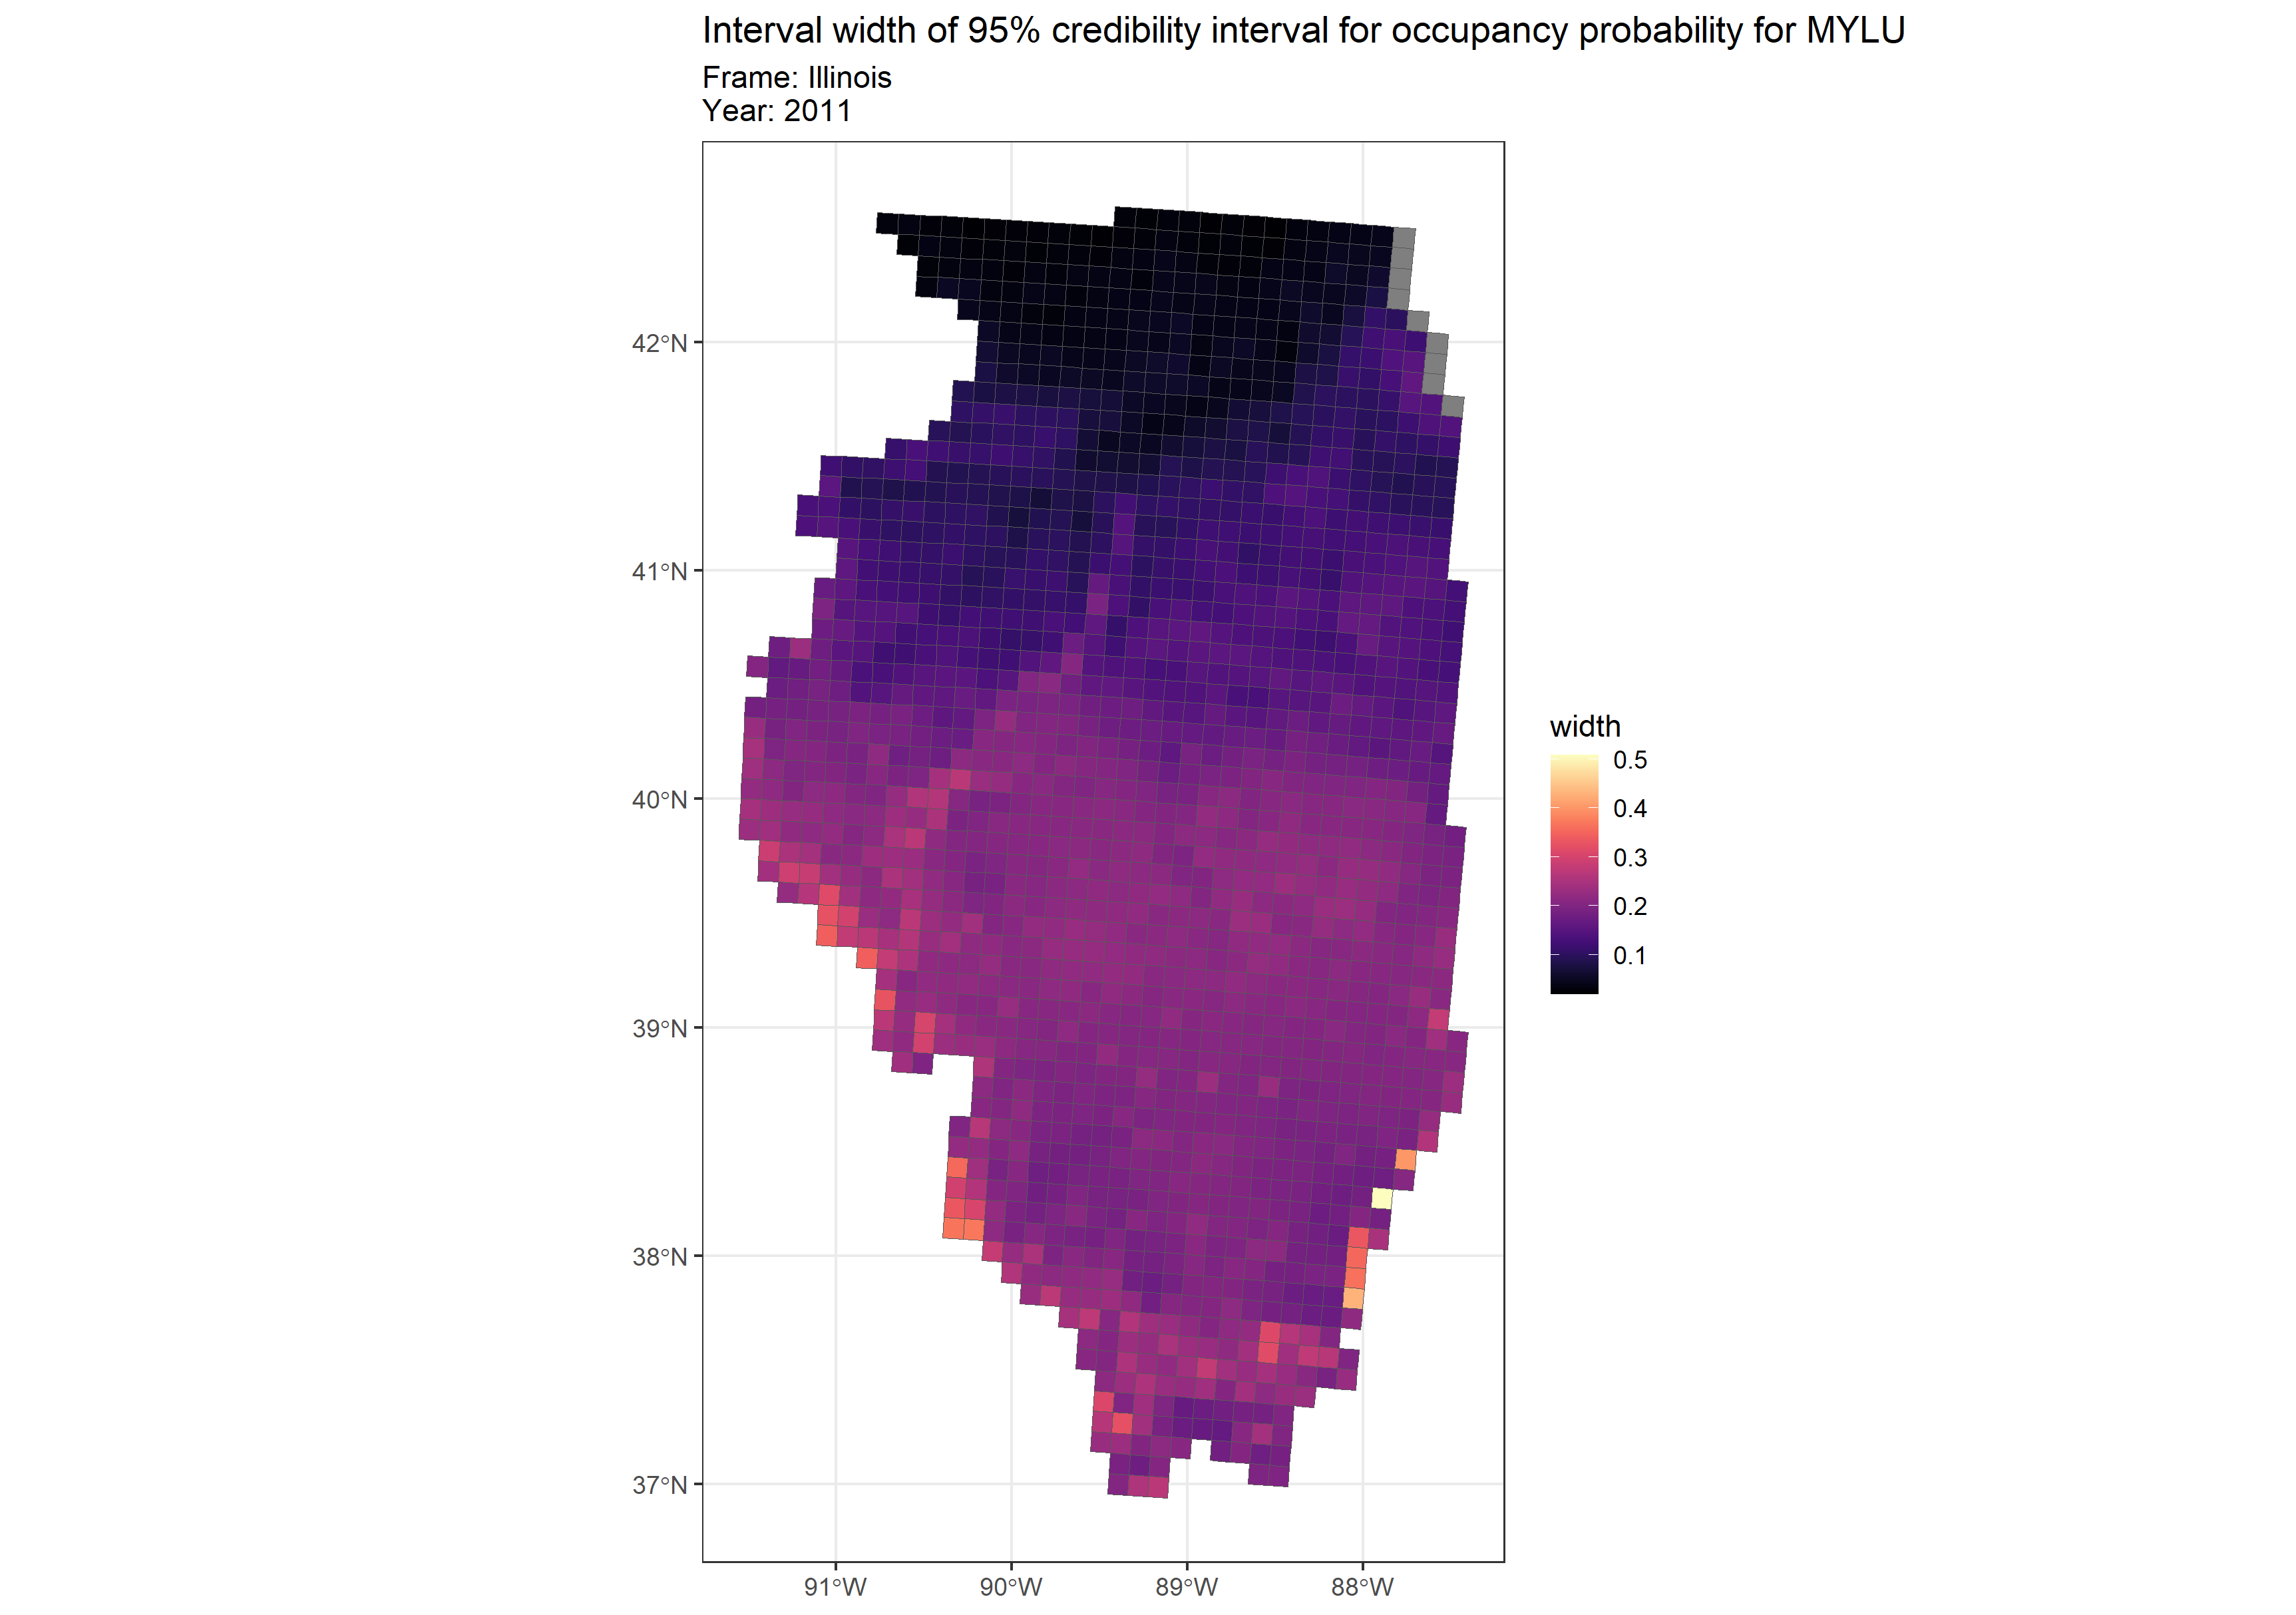 Interval width of 95% credibility interval for occupancy probability for MYLU
Frame: Illinois
Year: 2011
42°N
41°N
40°N
39°N
38°N
37°N
91°W
90°W
89°W
88°W
width
0.5
0.4
0.3
0.2
0.1